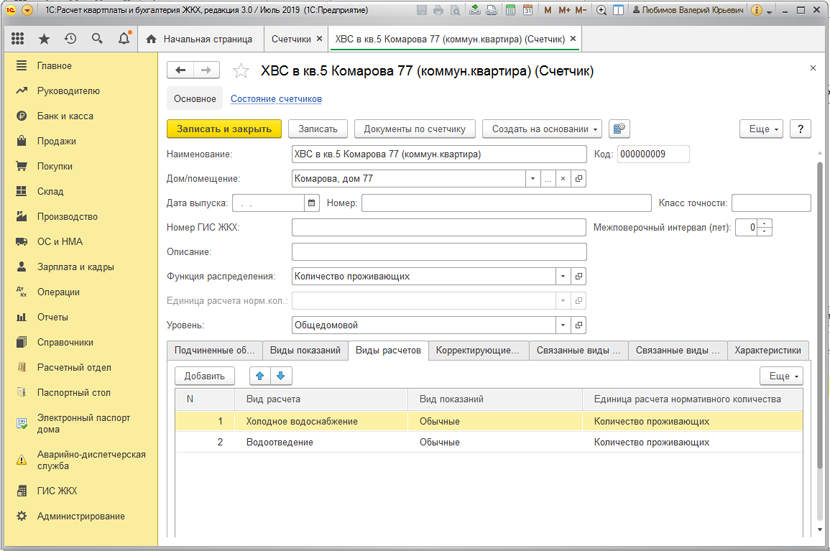 1С:Расчет квартплаты и бухгалтерия ЖКХ, редакция 3.0 / Июль 2019 (1С:Предприятие)
M M+ M-
Любимов Валерий Юрьевич
Начальная страница
Счетчики ×
ХВС в кв.5 Комарова 77 (коммун.квартира) (Счетчик) ×
Главное
Руководителю
Банк и касса
Продажи
Покупки
Склад
Производство
ОС и НМА
Зарплата и кадры
Операции
Отчеты
Справочники
Расчетный отдел
Паспортный стол
Электронный паспорт
дома
Аварийно-диспетчерская
служба
ГИС ЖКХ
Администрирование
ХВС в кв.5 Комарова 77 (коммун.квартира) (Счетчик)
Основное Состояние счетчиков
Записать и закрыть Записать Документы по счетчику Создать на основании Еще ?
Наименование: ХВС в кв.5 Комарова 77 (коммун.квартира) Код: 000000009
Дом/помещение: Комарова, дом 77
Дата выпуска: . . Номер: Класс точности:
Номер ГИС ЖКХ: Межповерочный интервал (лет): 0
Описание:
Функция распределения: Количество проживающих
Единица расчета норм.кол.:
Уровень: Общедомовой
Подчиненные об... Виды показаний Виды расчетов Корректирующие... Связанные виды ... Связанные виды ... Характеристики
Добавить Еще
N Вид расчета Вид показаний Единица расчета нормативного количества
1 Холодное водоснабжение Обычные Количество проживающих
2 Водоотведение Обычные Количество проживающих